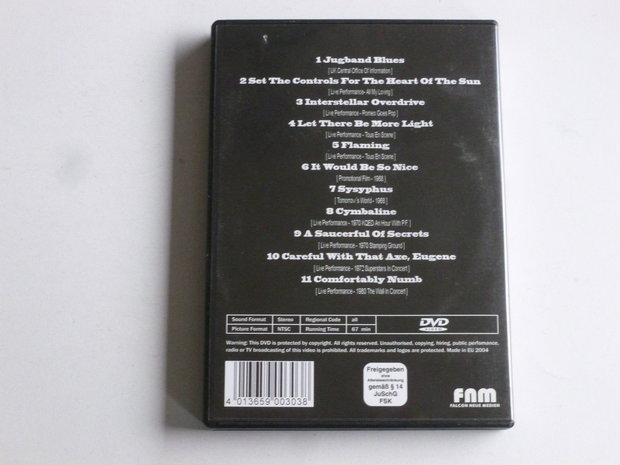 1 Jugband Blues
[ UK Central Office Of Information ]
2 Set The Controls For The Heart Of The Sun
[ Live Performance- All My Loving ]
3 Interstellar Overdrive
[ Live Performance - Romeo Goes Pop ]
4 Let There Be More Light
[ Live Performance - Tous En Scene ]
5 Flaming
[ Live Performance - Tous En Scene ]
6 It Would Be So Nice
[ Promotional Film - 1968 ]
7 Sysyphus
[ Tomorrow´s World - 1968 ]
8 Cymbaline
[ Live Performance - 1970 KQED An Hour With P.F. ]
9 A Saucerful Of Secrets
[ Live Performance - 1970 Stamping Ground ]
10 Careful With That Axe, Eugene
[ Live Performance - 1972 Superstars In Concert ]
11 Comfortably Numb
[ Live Performance - 1980 The Wall In Concert ]
Sound Format Stereo Regional Code all
Picture Format NTSC Running Time 67 min
DVD
VIDEO
Warning: This DVD is protected by copyright. All rights reserved. Unauthorised, copying, hiring, public perfomance,
radio or TV broadcasting of this video is prohibited. All trademarks and logos are protected. Made in EU 2004
Freigegeben
ohne
Altersbeschränkung
gemäß § 14
JuSchG
FSK
4 013659 003038
FNM
FALCON NEUE MEDIEN